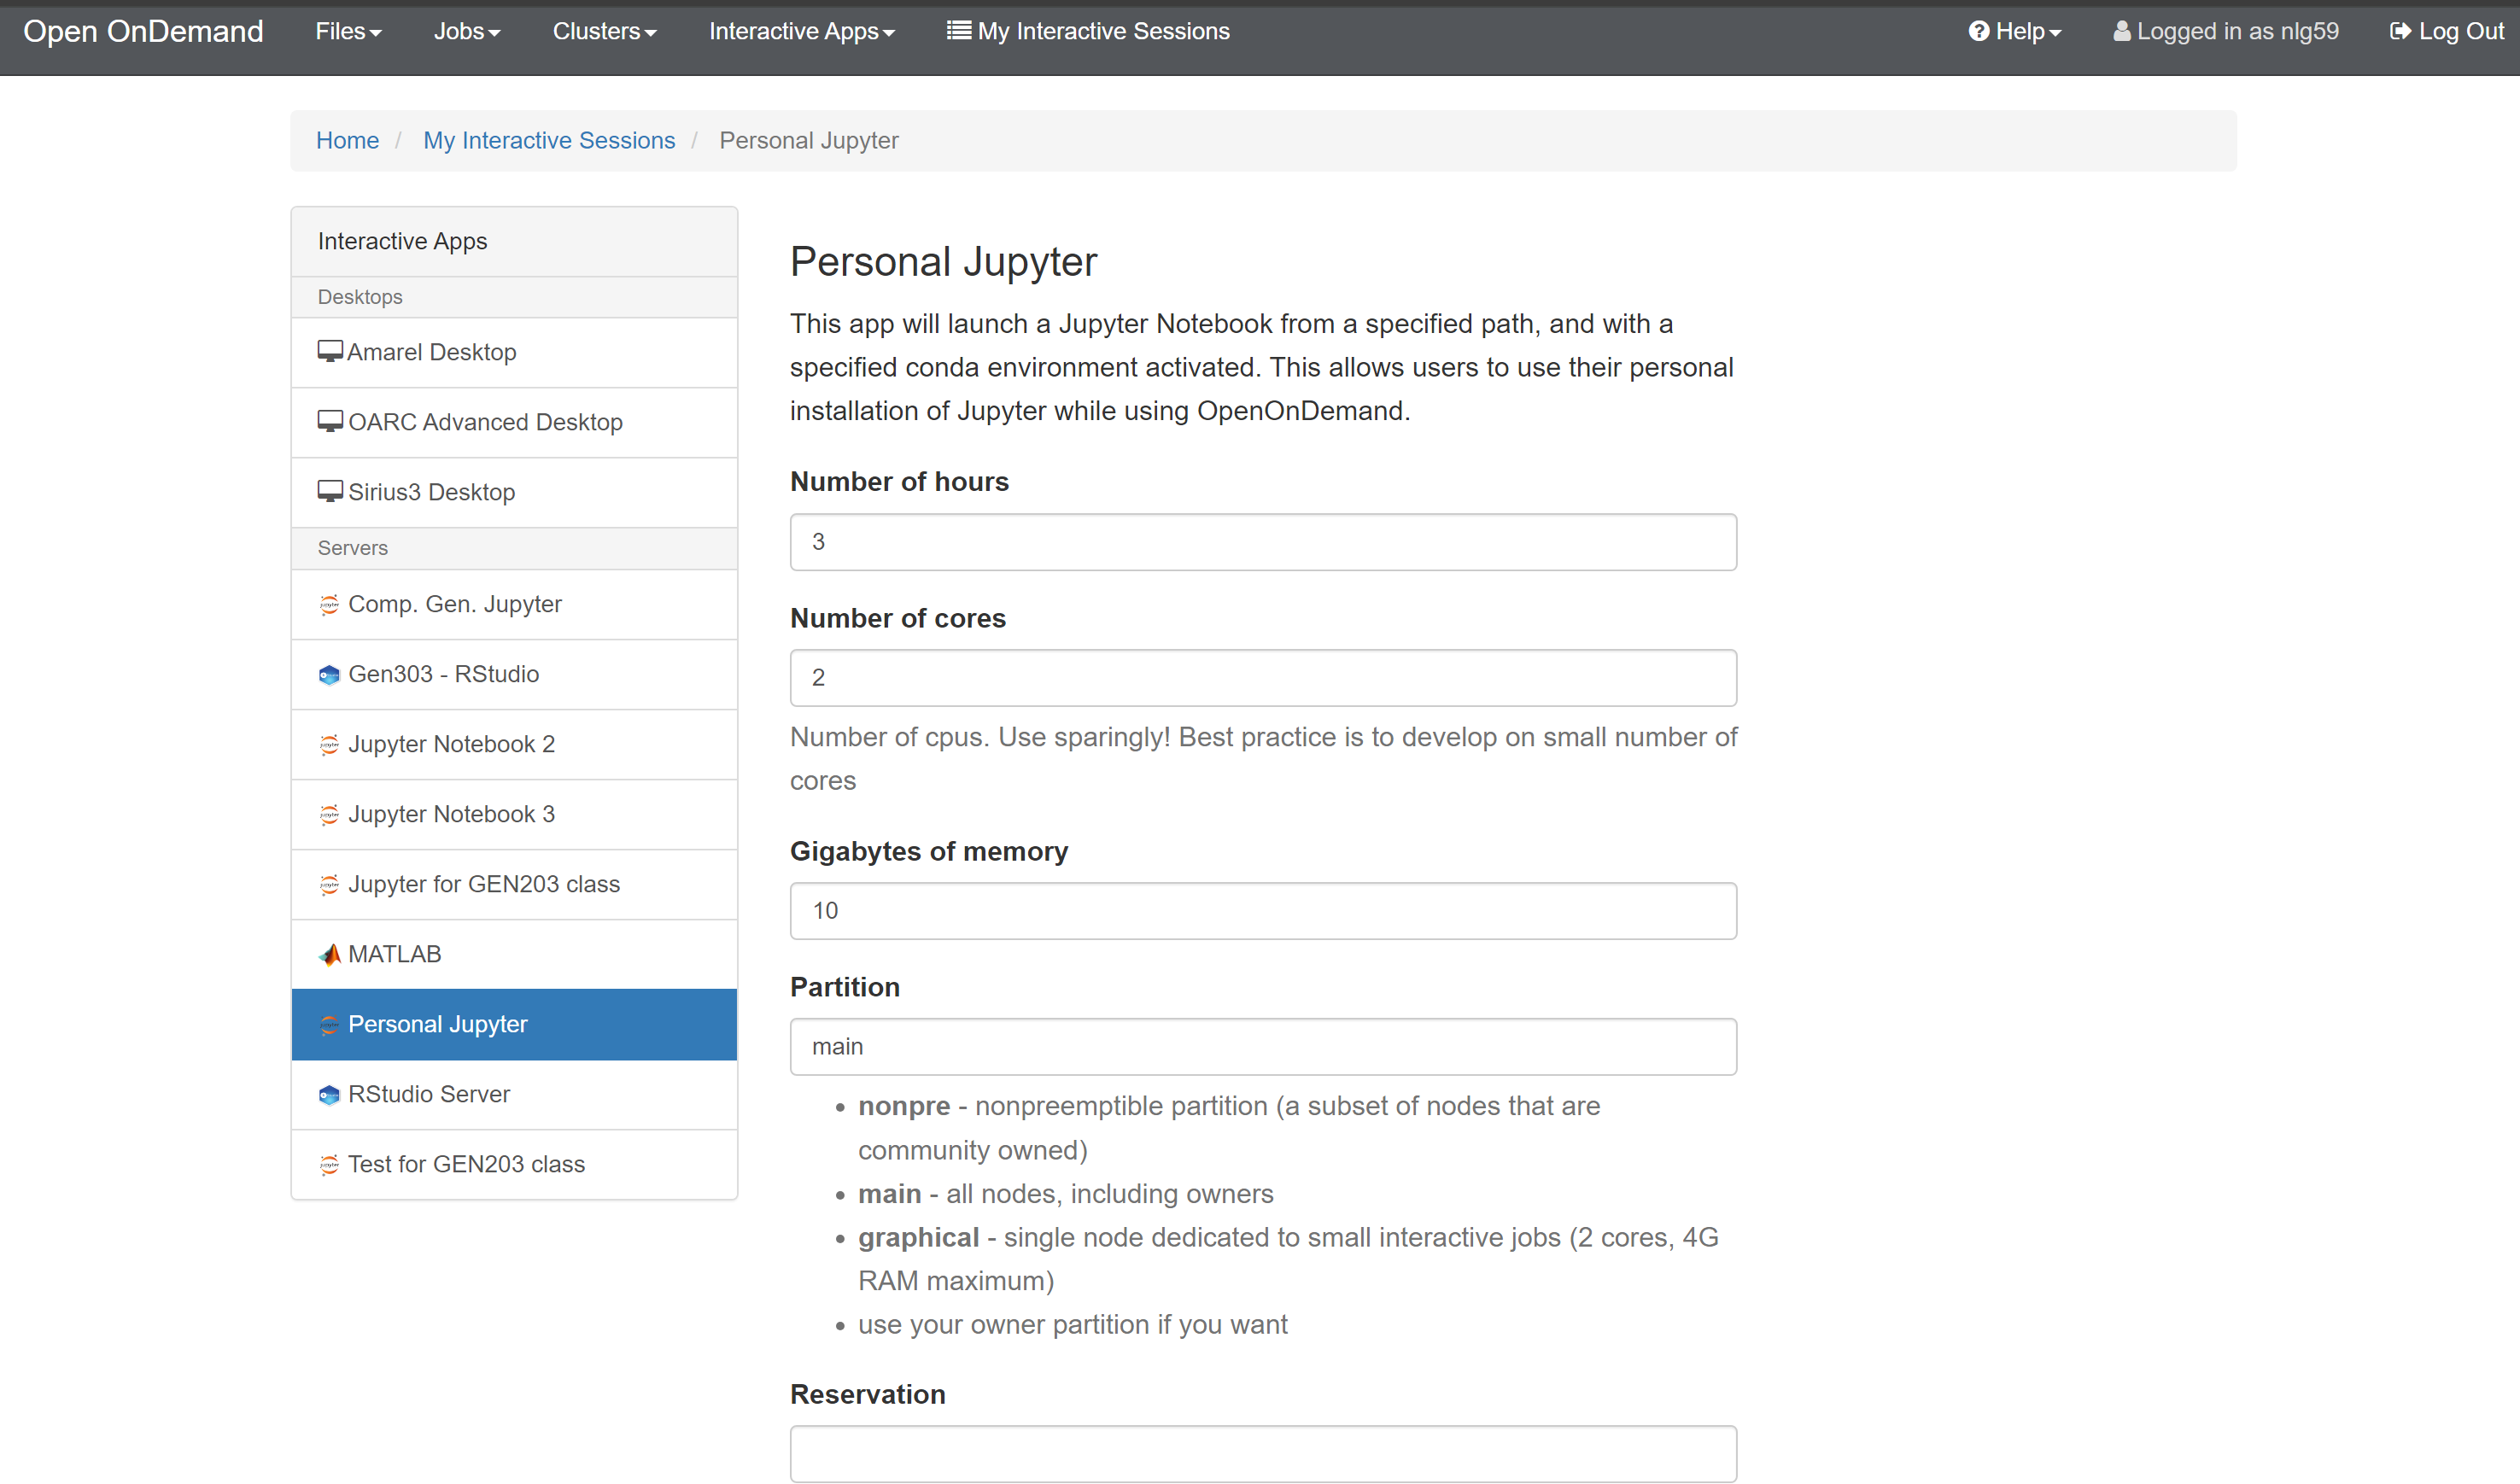 Open OnDemand Files Jobs Clusters Interactive Apps My Interactive Sessions Help Logged in as nlg59 Log Out
Home / My Interactive Sessions / Personal Jupyter
Interactive Apps
Desktops
Amarel Desktop
OARC Advanced Desktop
Sirius3 Desktop
Servers
Comp. Gen. Jupyter
Gen303 - RStudio
Jupyter Notebook 2
Jupyter Notebook 3
Jupyter for GEN203 class
MATLAB
Personal Jupyter
RStudio Server
Test for GEN203 class
Personal Jupyter
This app will launch a Jupyter Notebook from a specified path, and with a
specified conda environment activated. This allows users to use their personal
installation of Jupyter while using OpenOnDemand.
Number of hours
3
Number of cores
2
Number of cpus. Use sparingly! Best practice is to develop on small number of
cores
Gigabytes of memory
10
Partition
main
• nonpre - nonpreemptible partition (a subset of nodes that are
community owned)
• main - all nodes, including owners
• graphical - single node dedicated to small interactive jobs (2 cores, 4G
RAM maximum)
• use your owner partition if you want
Reservation